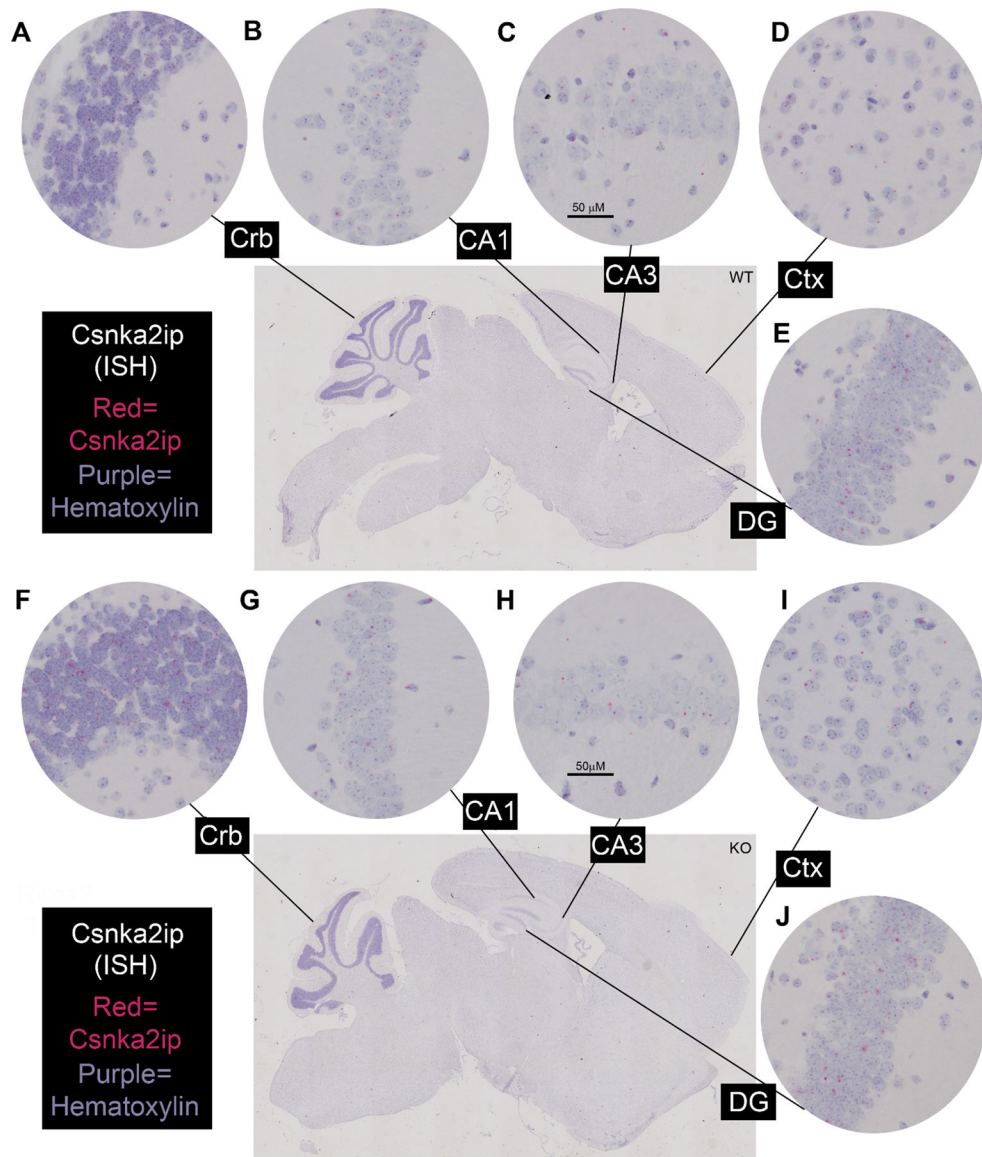 A
B
C
D
50 µM
Crb
CA1
CA3
Ctx
WT
E
Csnka2ip
(ISH)
Red=
Csnka2ip
Purple=
Hematoxylin
DG
F
G
H
I
50µM
Crb
CA1
CA3
Ctx
KO
J
Csnka2ip
(ISH)
Red=
Csnka2ip
Purple=
Hematoxylin
DG